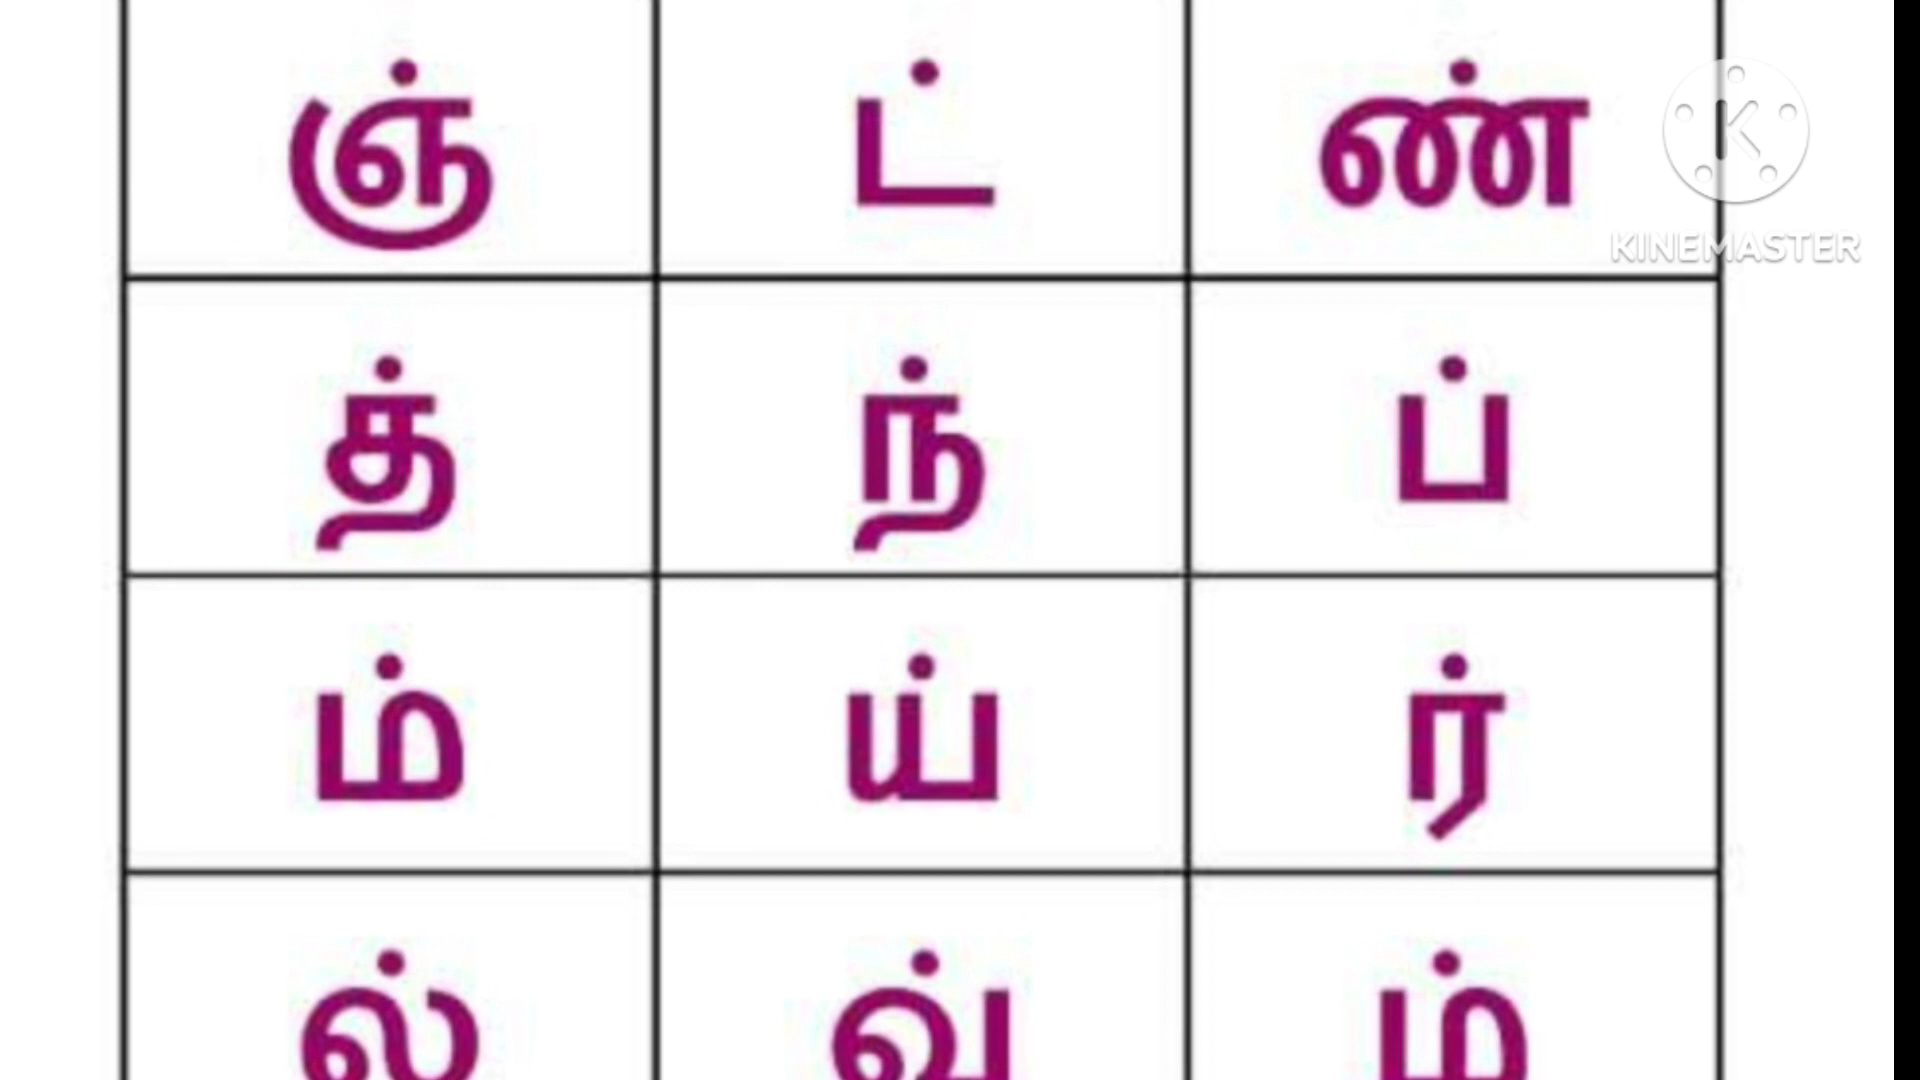 ஞ் ட் ண்
KINEMASTER
த் ந் ப்
ம் ய் ர்
ல் வ்